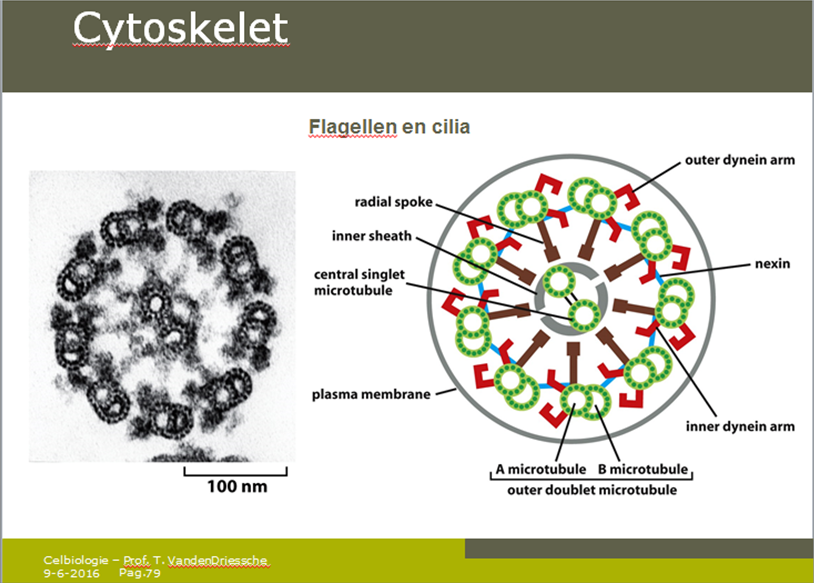 Cytoskelet
Flagellen en cilia
outer dynein arm
radial spoke
inner sheath
central singlet
microtubule
nexin
plasma membrane
inner dynein arm
A microtubule B microtubule
outer doublet microtubule
100 nm
Celbiologie – Prof. T. VandenDriessche
9-6-2016 Pag.79